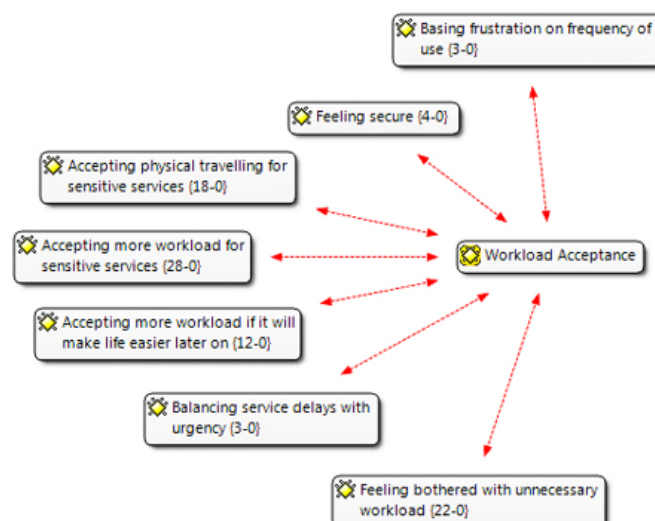 Basing frustration on frequency of
use {3-0}
Feeling secure {4-0}
Accepting physical travelling for
sensitive services {18-0}
Accepting more workload for
sensitive services {28-0}
Workload Acceptance
Accepting more workload if it will
make life easier later on {12-0}
Balancing service delays with
urgency {3-0}
Feeling bothered with unnecessary
workload {22-0}